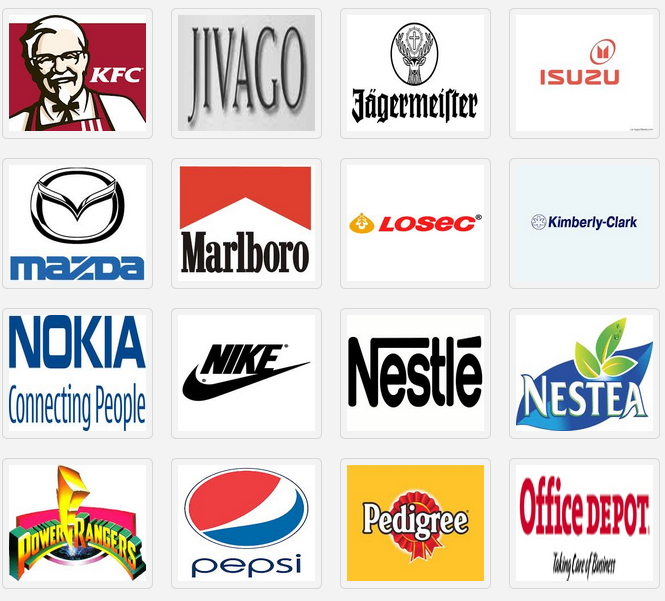 KFC
JIVAGO
Jägermeister
ISUZU
mazda
Marlboro
LOSEC®
Kimberly-Clark
NOKIA
Connecting People
NIKE
Nestlé
NESTEA
POWER RANGERS
pepsi
Pedigree
Office DEPOT
Taking Care of Business